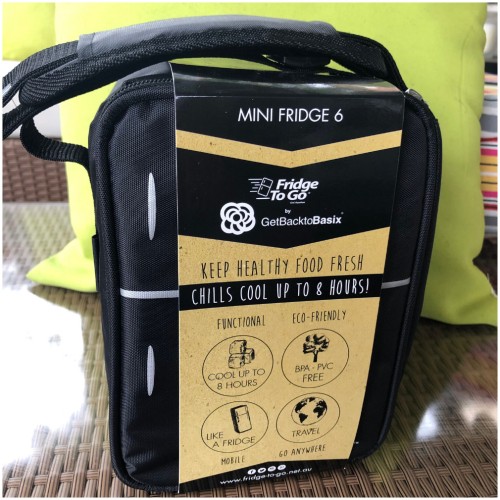 MINI FRIDGE 6
Fridge
To Go
by
GetBacktoBasix
KEEP HEALTHY FOOD FRESH
CHILLS COOL UP TO 8 HOURS!
FUNCTIONAL ECO-FRIENDLY
COOL UP TO
8 HOURS
BPA - PVC
FREE
LIKE
A FRIDGE
TRAVEL
MOBILE GO ANYWHERE
www.fridge-to-go.net.au